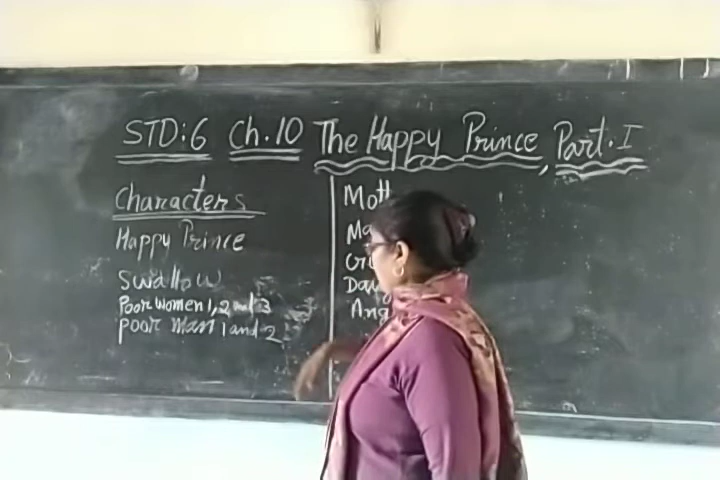 STD:6 Ch.10 The Happy Prince, Part.I
Characters
Happy Prince
Swallow
Poor women 1, 2 and 3
poor man 1 and 2